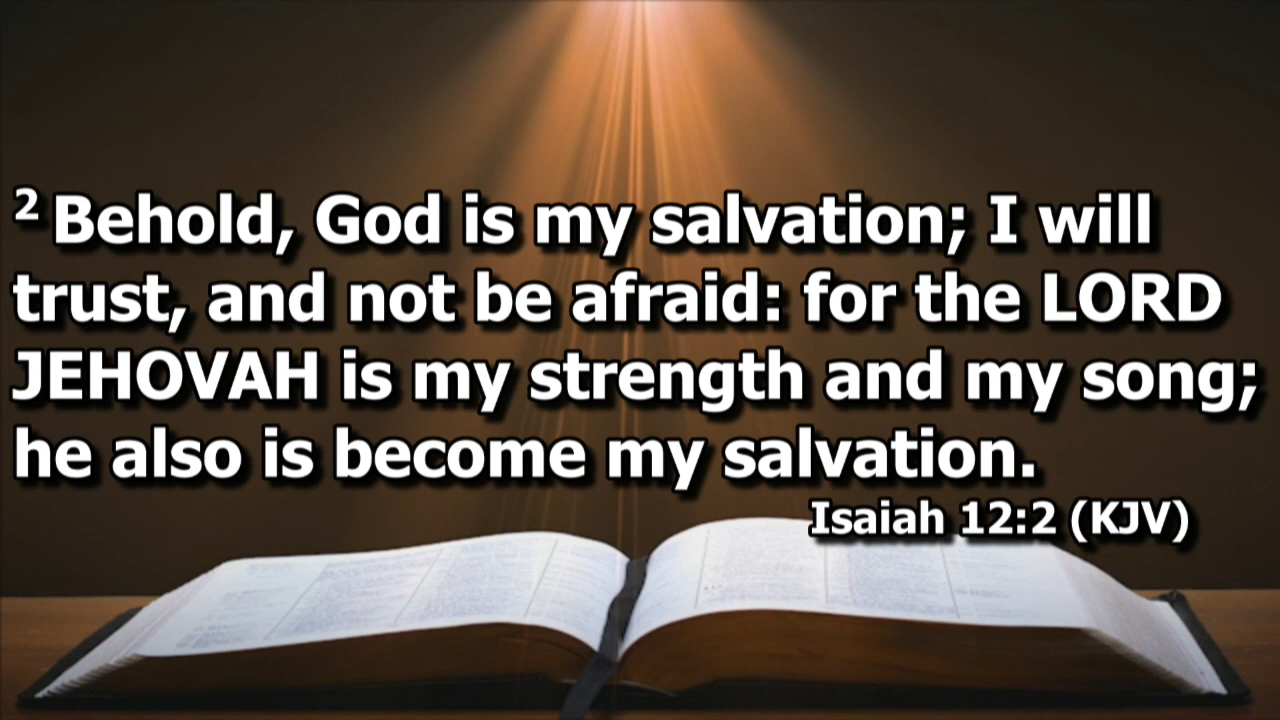 2 Behold, God is my salvation; I will
trust, and not be afraid: for the LORD
JEHOVAH is my strength and my song;
he also is become my salvation.
Isaiah 12:2 (KJV)